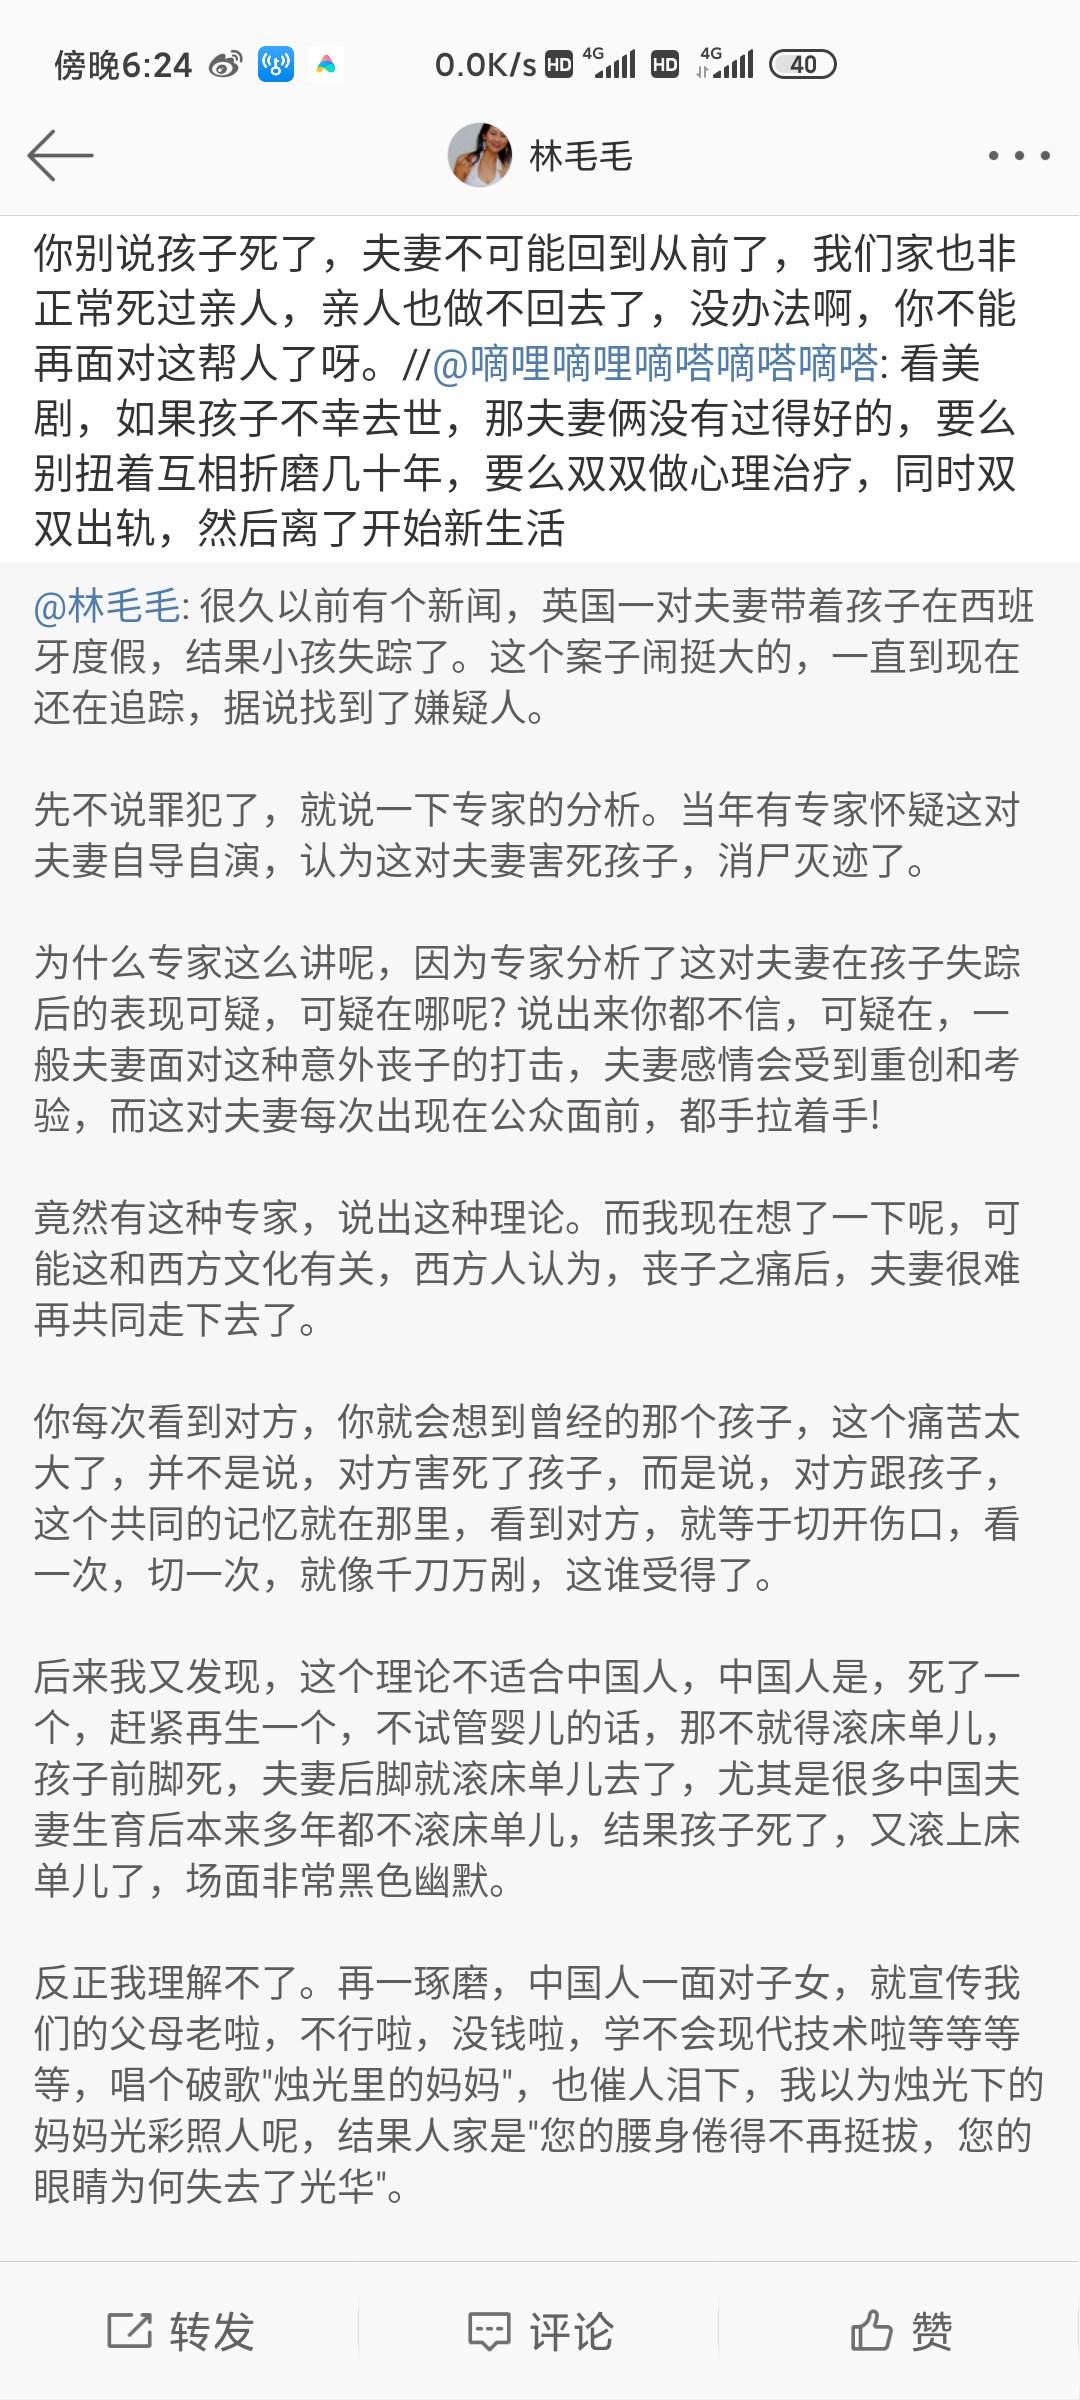 傍晚6:24 0.0K/s HD 4G HD 4G 40
林毛毛
你别说孩子死了，夫妻不可能回到从前了，我们家也非
正常死过亲人，亲人也做不回去了，没办法啊，你不能
再面对这帮人了呀。//@嘀哩嘀哩嘀嗒嘀嗒嘀嗒: 看美
剧，如果孩子不幸去世，那夫妻俩没有过得好的，要么
别扭着互相折磨几十年，要么双双做心理治疗，同时双
双出轨，然后离了开始新生活
@林毛毛: 很久以前有个新闻，英国一对夫妻带着孩子在西班
牙度假，结果小孩失踪了。这个案子闹挺大的，一直到现在
还在追踪，据说找到了嫌疑人。
先不说罪犯了，就说一下专家的分析。当年有专家怀疑这对
夫妻自导自演，认为这对夫妻害死孩子，消尸灭迹了。
为什么专家这么讲呢，因为专家分析了这对夫妻在孩子失踪
后的表现可疑，可疑在哪呢? 说出来你都不信，可疑在，一
般夫妻面对这种意外丧子的打击，夫妻感情会受到重创和考
验，而这对夫妻每次出现在公众面前，都手拉着手!
竟然有这种专家，说出这种理论。而我现在想了一下呢，可
能这和西方文化有关，西方人认为，丧子之痛后，夫妻很难
再共同走下去了。
你每次看到对方，你就会想到曾经的那个孩子，这个痛苦太
大了，并不是说，对方害死了孩子，而是说，对方跟孩子，
这个共同的记忆就在那里，看到对方，就等于切开伤口，看
一次，切一次，就像千刀万剐，这谁受得了。
后来我又发现，这个理论不适合中国人，中国人是，死了一
个，赶紧再生一个，不试管婴儿的话，那不就得滚床单儿，
孩子前脚死，夫妻后脚就滚床单儿去了，尤其是很多中国夫
妻生育后本来多年都不滚床单儿，结果孩子死了，又滚上床
单儿了，场面非常黑色幽默。
反正我理解不了。再一琢磨，中国人一面对子女，就宣传我
们的父母老啦，不行啦，没钱啦，学不会现代技术啦等等等
等，唱个破歌"烛光里的妈妈"，也催人泪下，我以为烛光下的
妈妈光彩照人呢，结果人家是"您的腰身倦得不再挺拔，您的
眼睛为何失去了光华"。
转发 评论 赞